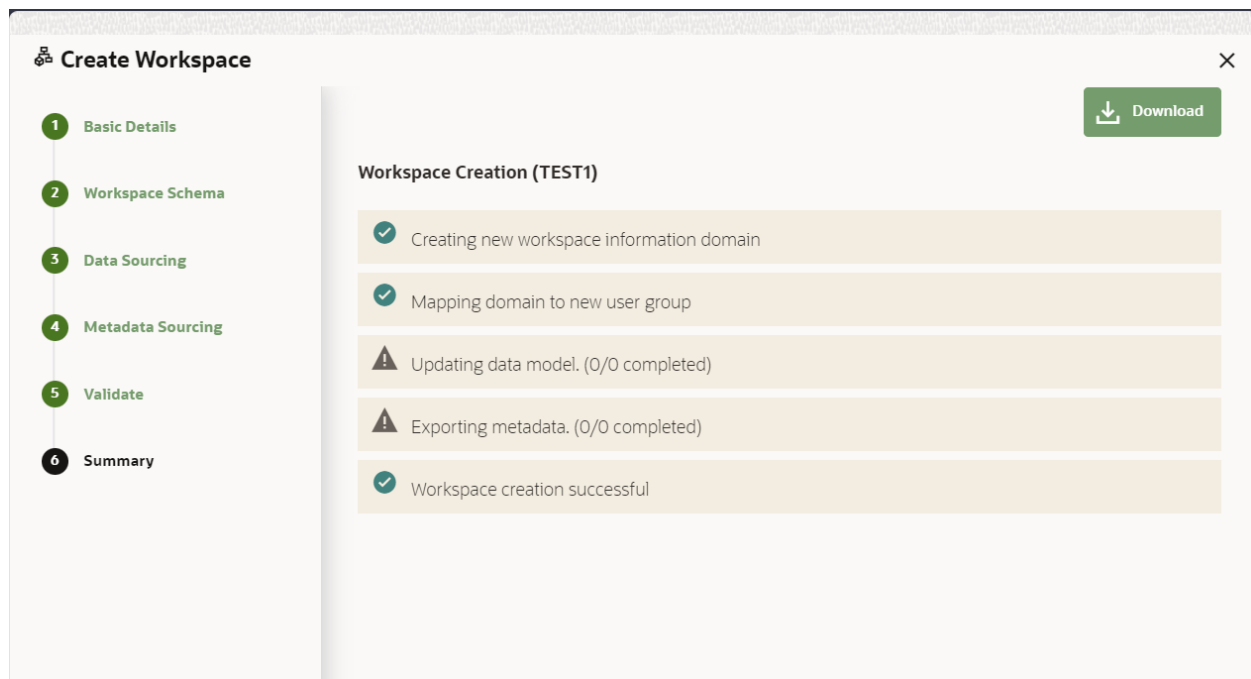 Create Workspace
Download
1 Basic Details
2 Workspace Schema
3 Data Sourcing
4 Metadata Sourcing
5 Validate
6 Summary
Workspace Creation (TEST1)
Creating new workspace information domain
Mapping domain to new user group
Updating data model. (0/0 completed)
Exporting metadata. (0/0 completed)
Workspace creation successful